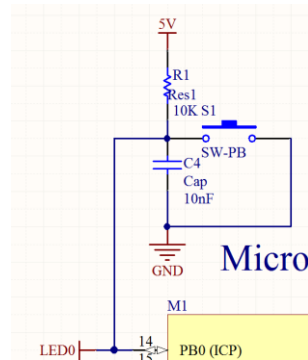 5V
R1
Res1
10K S1
SW-PB
C4
Cap
10nF
GND
Micro
M1
14
LED0
PB0 (ICP)
15